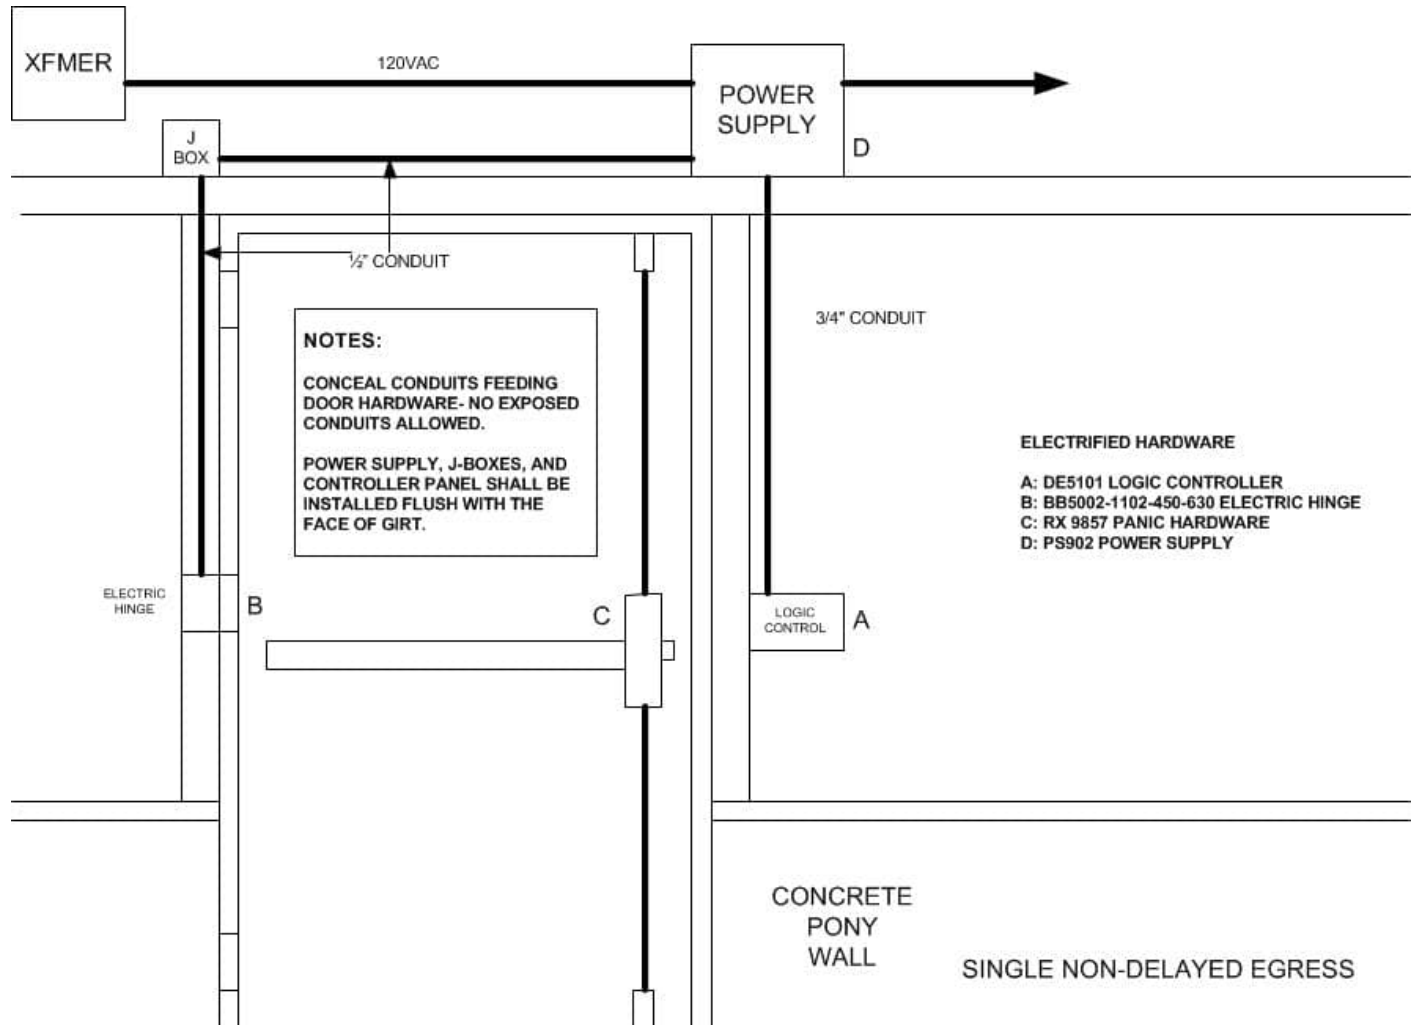 XFMER
120VAC
POWER
SUPPLY
D
J
BOX
½" CONDUIT
3/4" CONDUIT
NOTES:
CONCEAL CONDUITS FEEDING
DOOR HARDWARE- NO EXPOSED
CONDUITS ALLOWED.
POWER SUPPLY, J-BOXES, AND
CONTROLLER PANEL SHALL BE
INSTALLED FLUSH WITH THE
FACE OF GIRT.
ELECTRIFIED HARDWARE
A: DE5101 LOGIC CONTROLLER
B: BB5002-1102-450-630 ELECTRIC HINGE
C: RX 9857 PANIC HARDWARE
D: PS902 POWER SUPPLY
ELECTRIC
HINGE
B
C
LOGIC
CONTROL
A
CONCRETE
PONY
WALL
SINGLE NON-DELAYED EGRESS